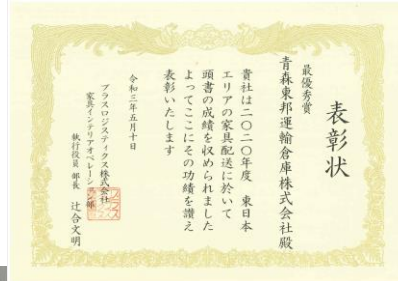 表彰状
最優秀賞
青森東邦運輸倉庫株式会社殿
貴社は二〇二〇年度 東日本
エリアの家具配送に於いて
頭書の成績を収められました
よってここにその功績を讃え
表彰いたします
令和三年五月十日
プラスロジスティクス株式会社
家具インテリアオペレーション部
執行役員 部長 辻合文明